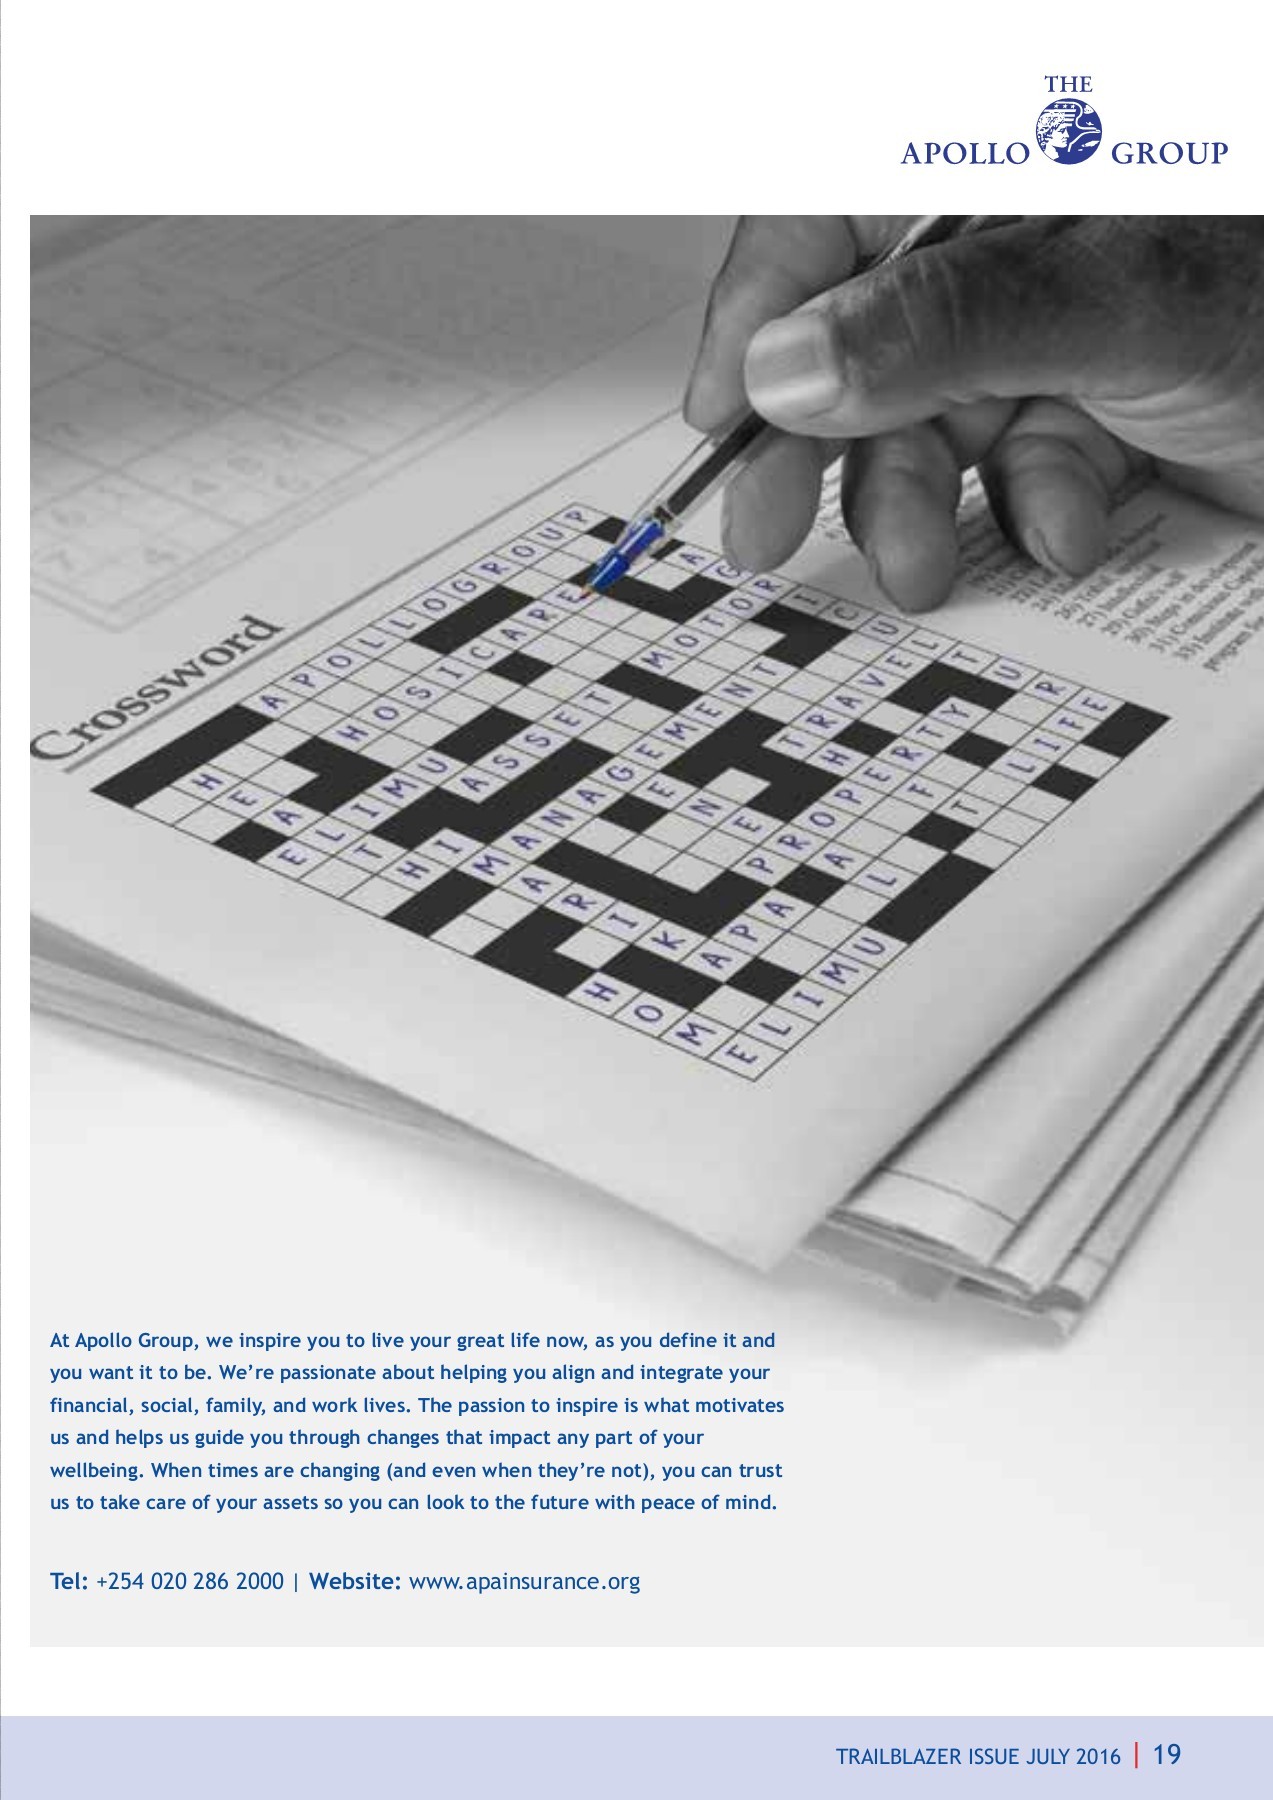 THE
APOLLO GROUP
Crossword
APOLLOGROUP
HOSICARE
AGRICULTURE
MOTOR
HEALTH
ELIMU
ASSET
MANAGEMENT
TRAVEL
LIFE
PROPERTY
MARINE
APA
HOME
ELIMU
At Apollo Group, we inspire you to live your great life now, as you define it and
you want it to be. We’re passionate about helping you align and integrate your
financial, social, family, and work lives. The passion to inspire is what motivates
us and helps us guide you through changes that impact any part of your
wellbeing. When times are changing (and even when they’re not), you can trust
us to take care of your assets so you can look to the future with peace of mind.
Tel: +254 020 286 2000 | Website: www.apainsurance.org
TRAILBLAZER ISSUE JULY 2016 | 19